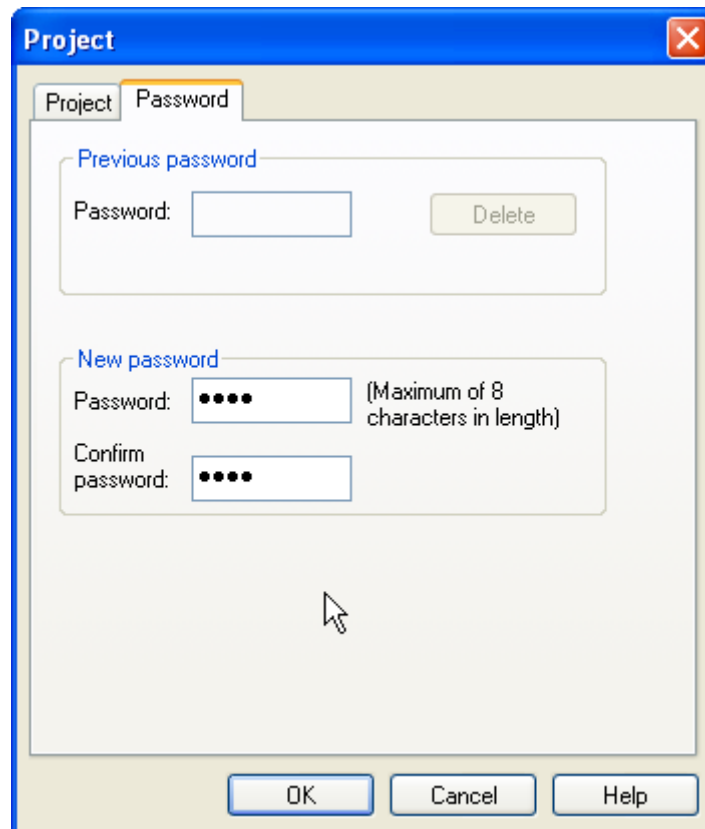 Project
Project Password
Previous password
Password:
Delete
New password
Password: ●●●● (Maximum of 8
characters in length)
Confirm
password: ●●●●
OK Cancel Help